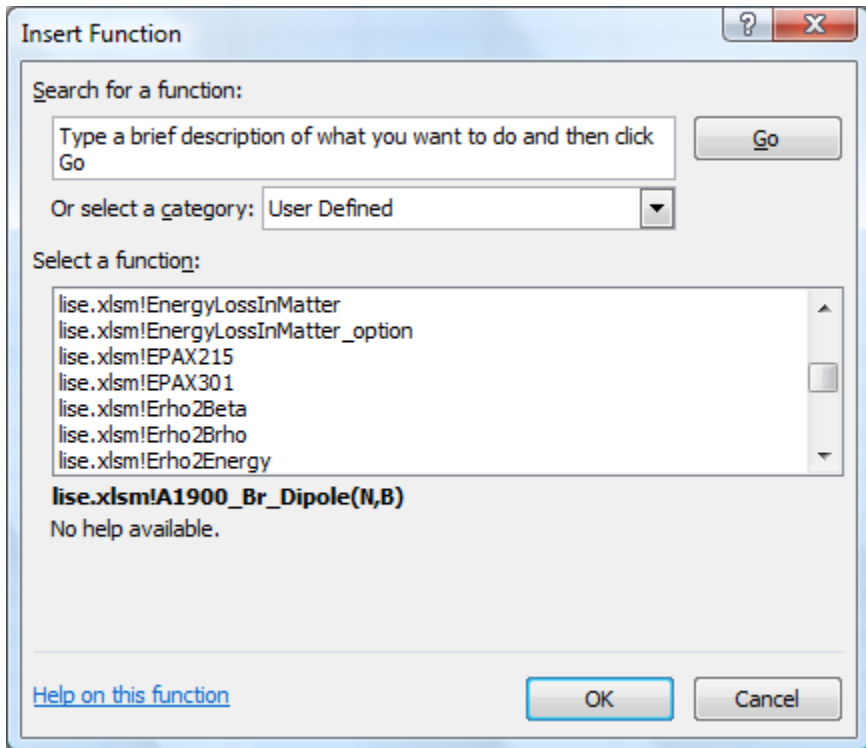 Insert Function
?
Search for a function:
Type a brief description of what you want to do and then click
Go
Go
Or select a category: User Defined
Select a function:
lise.xlsm!EnergyLossInMatter
lise.xlsm!EnergyLossInMatter_option
lise.xlsm!EPAX215
lise.xlsm!EPAX301
lise.xlsm!Erho2Beta
lise.xlsm!Erho2Brho
lise.xlsm!Erho2Energy
lise.xlsm!A1900_Br_Dipole(N,B)
No help available.
Help on this function
OK
Cancel